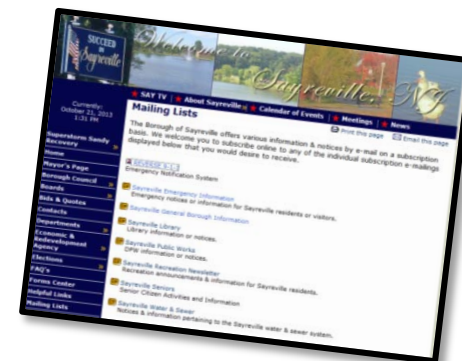 SUCCEED
IN
Sayreville
Welcome to
Sayreville, NJ
SAY TV | About Sayreville | Calendar of Events | Meetings | News
Currently:
October 21, 2013
1:31 PM
Print this page Email this page
Mailing Lists
The Borough of Sayreville offers various information & notices by e-mail on a subscription
basis. We welcome you to subscribe online to any of the individual subscription e-mailings
displayed below that you would desire to receive.
Emergency Notification System
Sayreville Emergency Information
Emergency notices or information for Sayreville residents or visitors.
Sayreville General Borough Information
Sayreville Library
Library information or notices.
Sayreville Public Works
DPW information or notices.
Sayreville Recreation Newsletter
Recreation announcements & information for Sayreville residents.
Sayreville Seniors
Senior Citizen Activities and Information
Sayreville Water & Sewer
Notices & information pertaining to the Sayreville water & sewer system.
Superstorm Sandy
Recovery
Home
Mayor's Page
Borough Council
Boards
Bids & Quotes
Contacts
Departments
Economic &
Redevelopment
Agency
Elections
FAQ's
Forms Center
Helpful Links
Mailing Lists